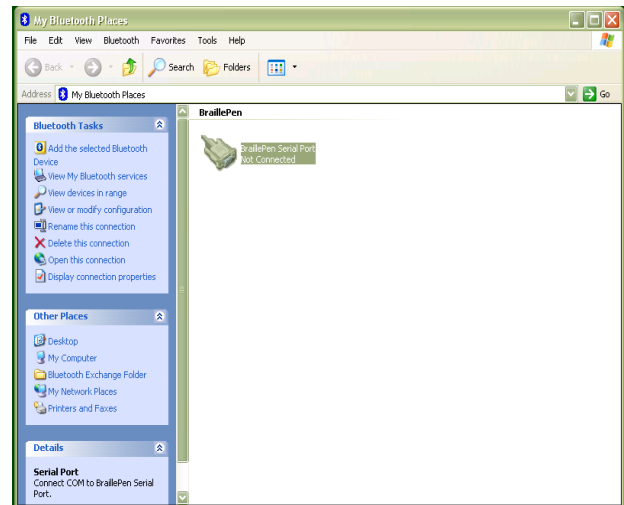 My Bluetooth Places
File Edit View Bluetooth Favorites Tools Help
Back Search Folders
Address My Bluetooth Places Go
Bluetooth Tasks
Add the selected Bluetooth
Device
View My Bluetooth services
View devices in range
View or modify configuration
Rename this connection
Delete this connection
Open this connection
Display connection properties
Other Places
Desktop
My Computer
Bluetooth Exchange Folder
My Network Places
Printers and Faxes
Details
Serial Port
Connect COM to BraillePen Serial
Port.
BraillePen
BraillePen Serial Port
Not Connected